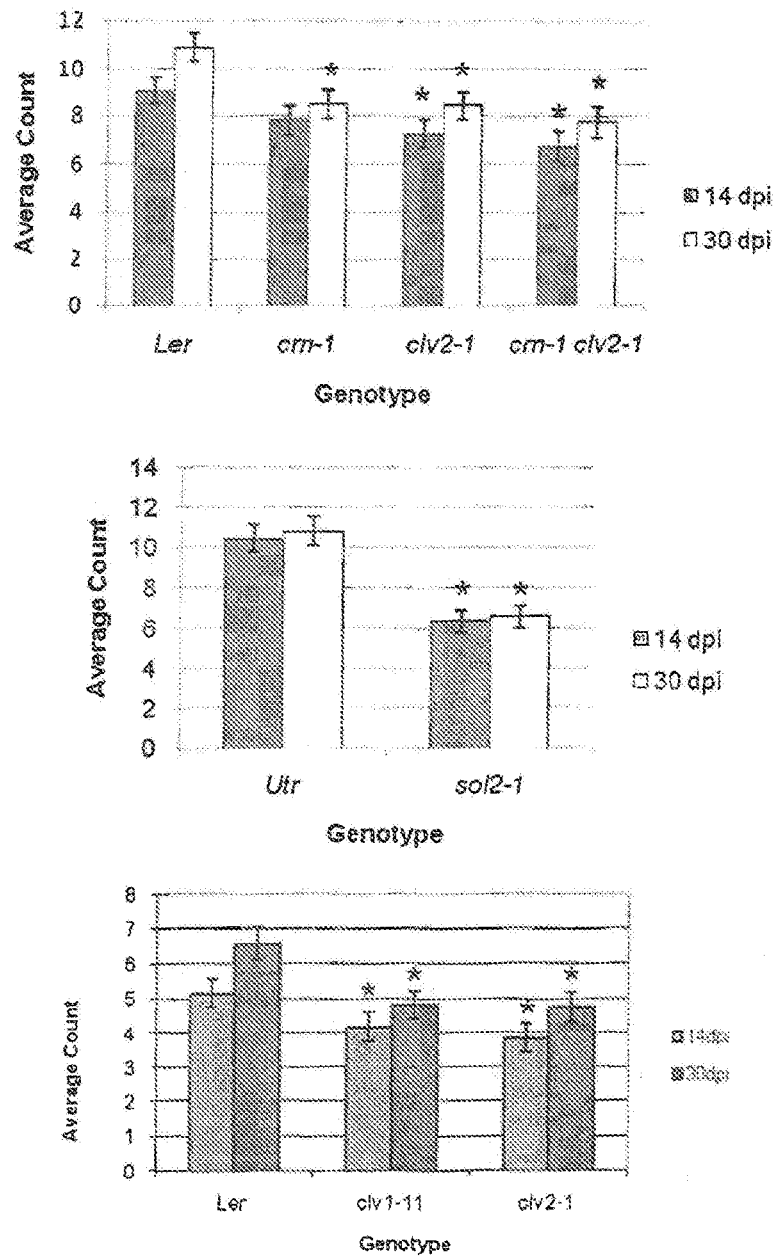 12
10
8
6
4
2
0
Average Count
* * * * *
Ler crn-1 clv2-1 crn-1 clv2-1
Genotype
14 dpi
30 dpi
14
12
10
8
6
4
2
0
Average Count
* *
Utr sol2-1
Genotype
14 dpi
30 dpi
8
7
6
5
4
3
2
1
0
Average Count
* * * *
Ler clv1-11 clv2-1
Genotype
14dpi
30dpi